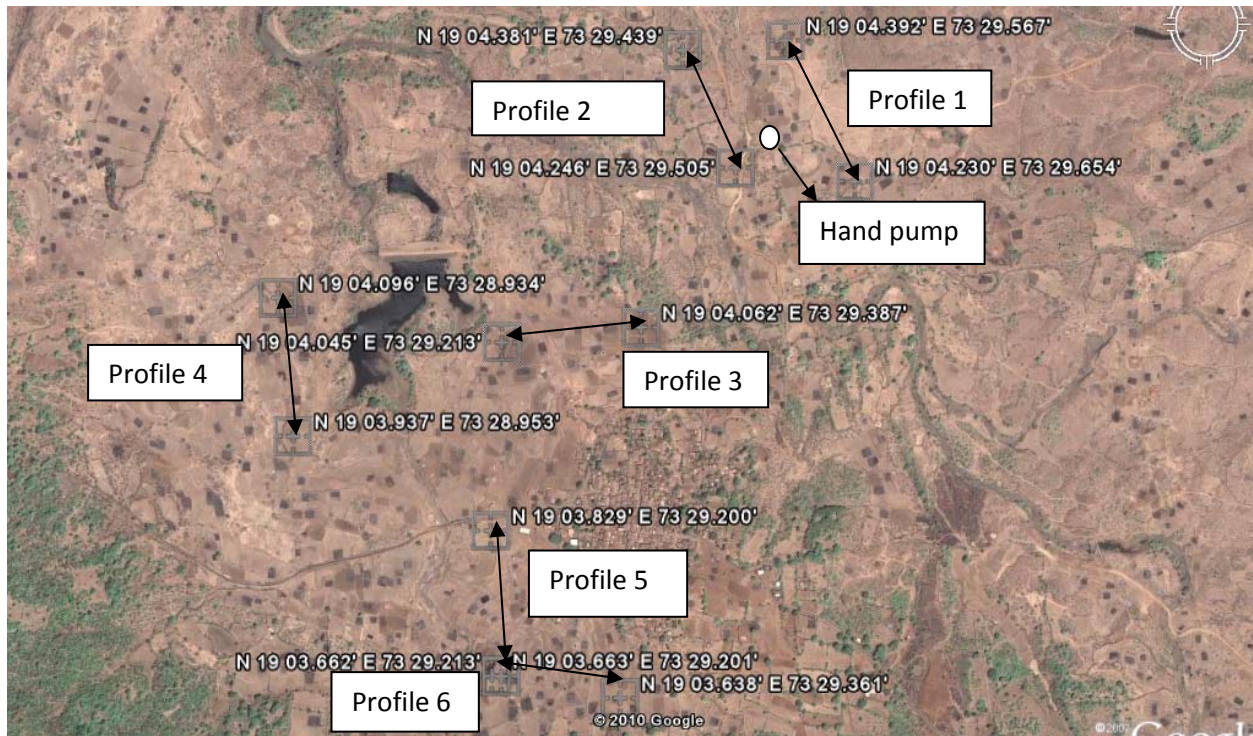 N 19 04.381' E 73 29.439'
N 19 04.392' E 73 29.567'
Profile 2
Profile 1
N 19 04.246' E 73 29.505'
N 19 04.230' E 73 29.654'
Hand pump
N 19 04.096' E 73 28.934'
N 19 04.062' E 73 29.387'
N 19 04.045' E 73 29.213'
Profile 4
Profile 3
N 19 03.937' E 73 28.953'
N 19 03.829' E 73 29.200'
Profile 5
N 19 03.662' E 73 29.213'
N 19 03.663' E 73 29.201'
N 19 03.638' E 73 29.361'
Profile 6
© 2010 Google
Google